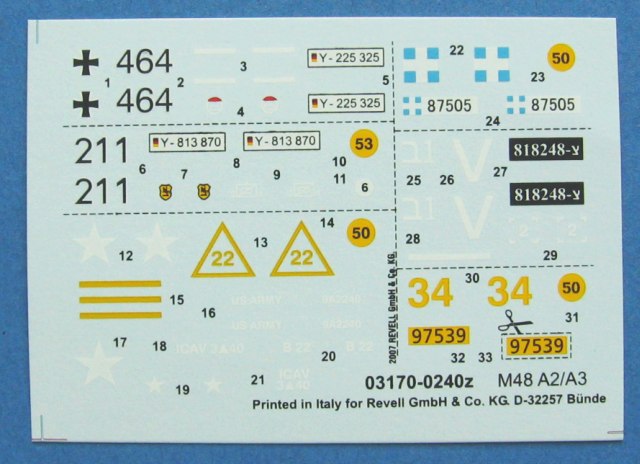 464
1
2
3
Y - 225 325
5
464
4
Y - 225 325
22
50
23
87505
87505
24
211
Y - 813 870
Y - 813 870
53
6
7
8
9
10
11
6
211
25
26
27
28
29
V
V
818248-צ
818248-צ
12
22
13
22
14
50
15
16
US ARMY
9A2240
US ARMY
9A2240
17
18
19
20
21
B 22
34
30
34
50
31
97539
97539
32
33
2007 REVELL GmbH & Co. KG.
03170-0240z
M48 A2/A3
Printed in Italy for Revell GmbH & Co. KG. D-32257 Bünde